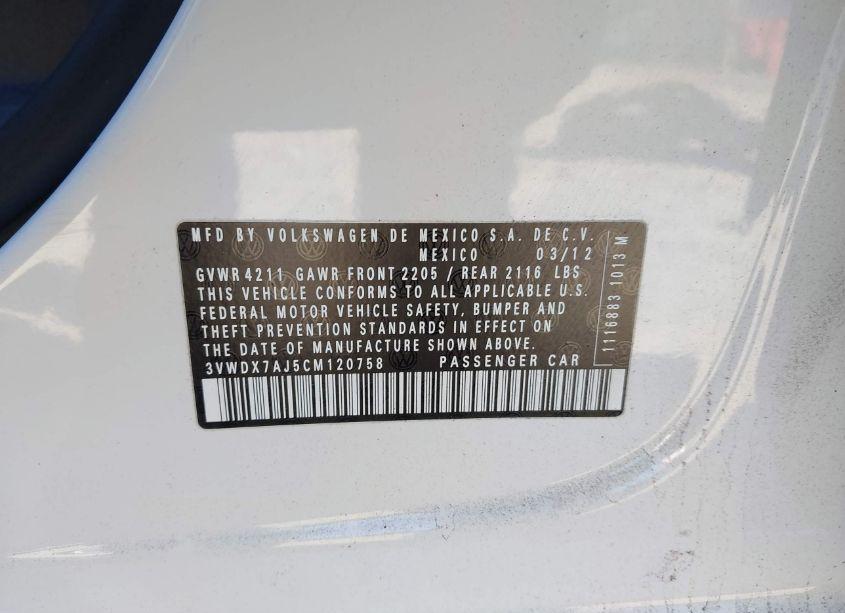 MFD BY VOLKSWAGEN DE MEXICO S.A. DE C.V.
MEXICO 03/12
GVWR 4211 GAWR FRONT 2205 / REAR 2116 LBS
THIS VEHICLE CONFORMS TO ALL APPLICABLE U.S.
FEDERAL MOTOR VEHICLE SAFETY, BUMPER AND
THEFT PREVENTION STANDARDS IN EFFECT ON
THE DATE OF MANUFACTURE SHOWN ABOVE.
3VWDX7AJ5CM120758 PASSENGER CAR
1116883 1013 M